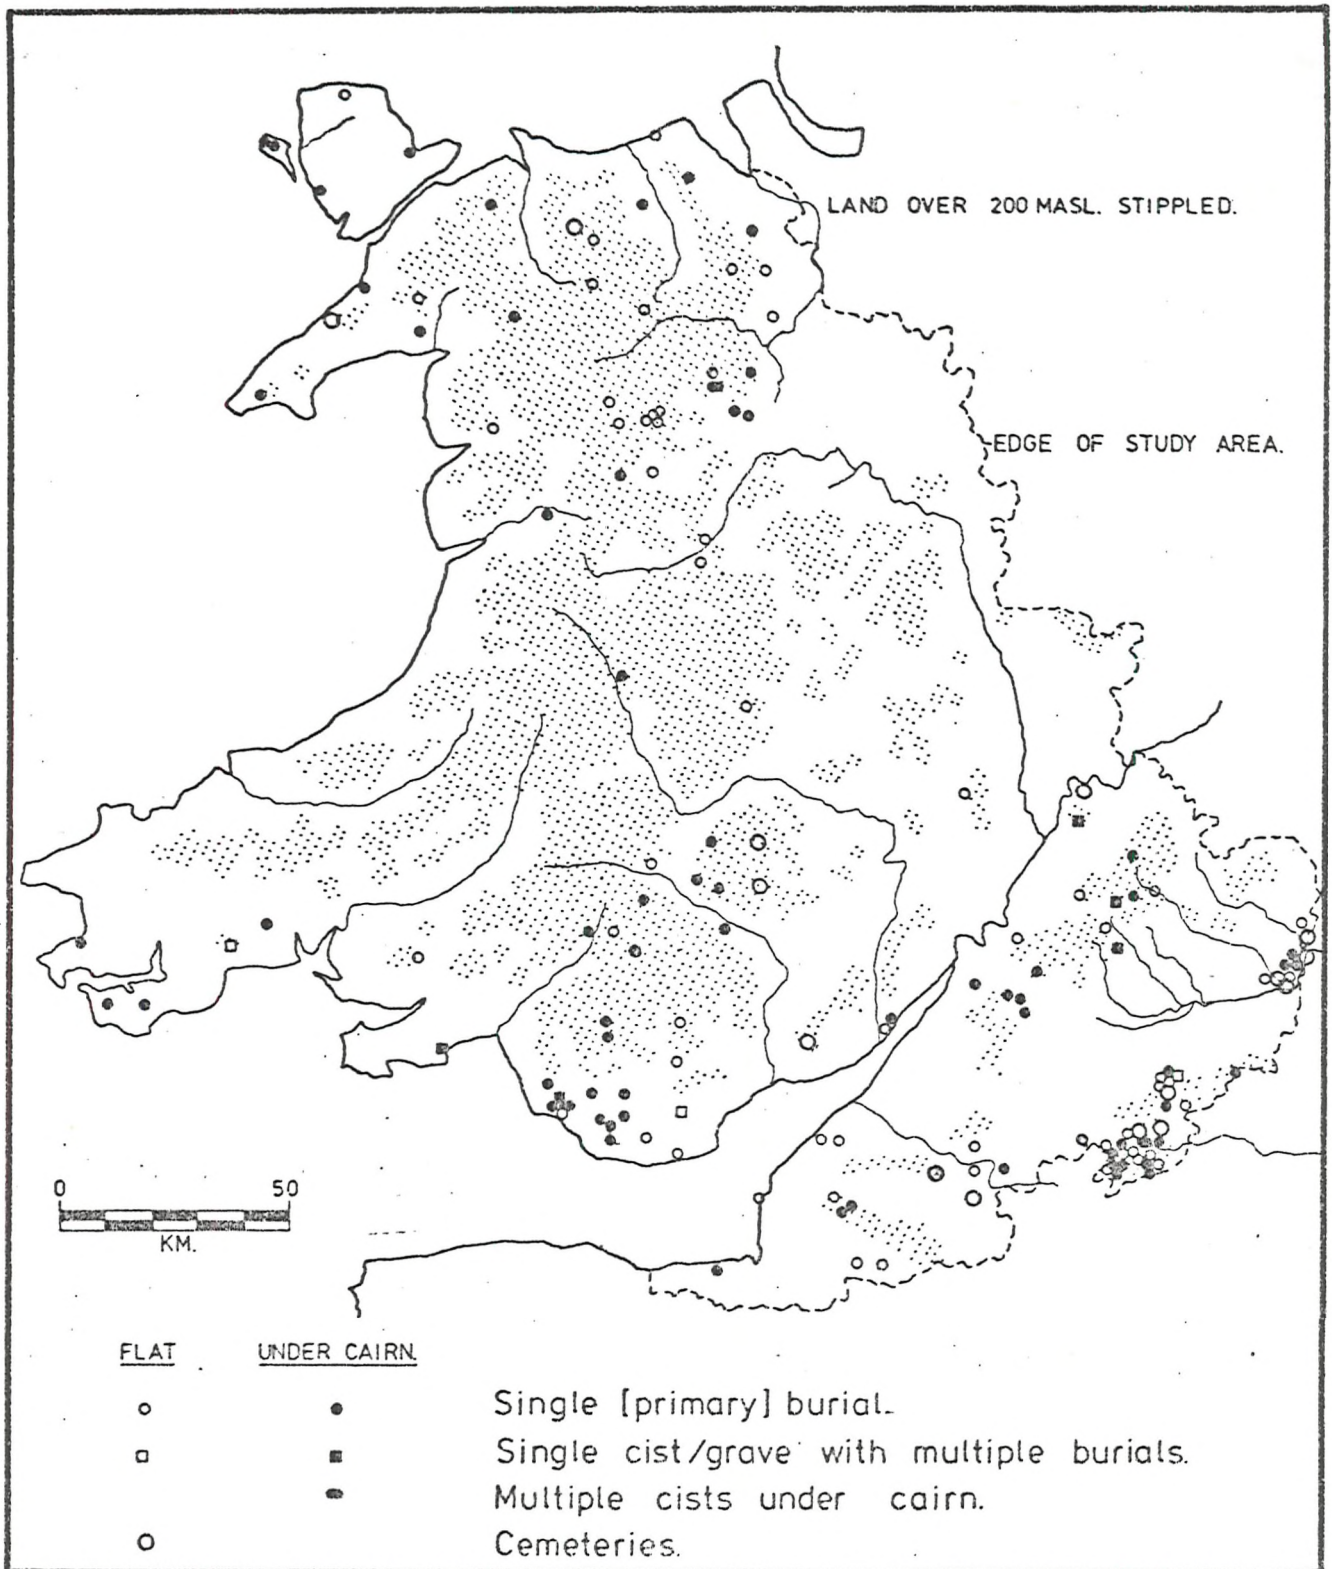 LAND OVER 200 MASL. STIPPLED.
EDGE OF STUDY AREA.
0 50
KM.
FLAT UNDER CAIRN.
Single [primary] burial.
Single cist/grave with multiple burials.
Multiple cists under cairn.
Cemeteries.